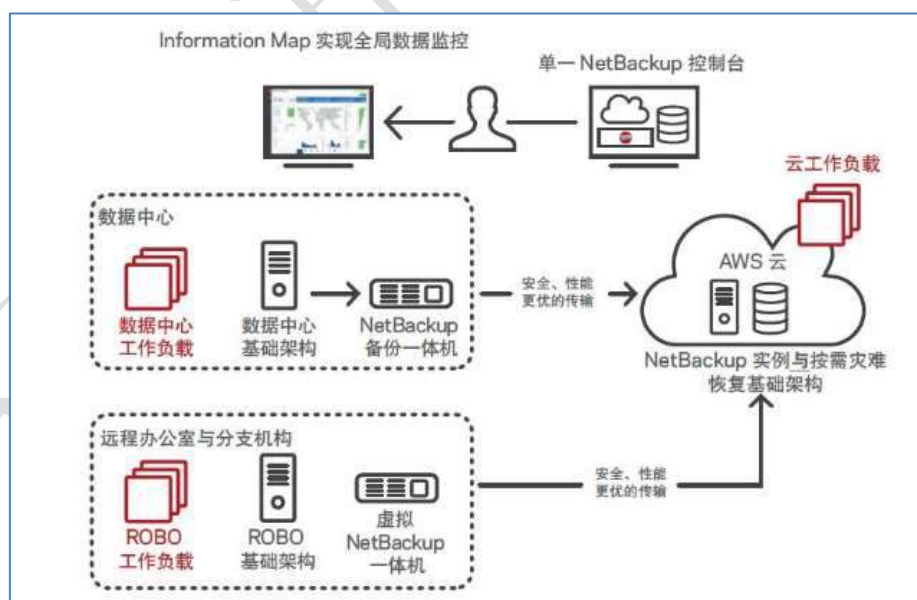 Information Map 实现全局数据监控
单一 NetBackup 控制台
云工作负载
数据中心
AWS 云
数据中心
工作负载
数据中心
基础架构
NetBackup
备份一体机
安全、性能
更优的传输
NetBackup 实例与按需灾难
恢复基础架构
远程办公室与分支机构
ROBO
工作负载
ROBO
基础架构
虚拟
NetBackup
一体机
安全、性能
更优的传输